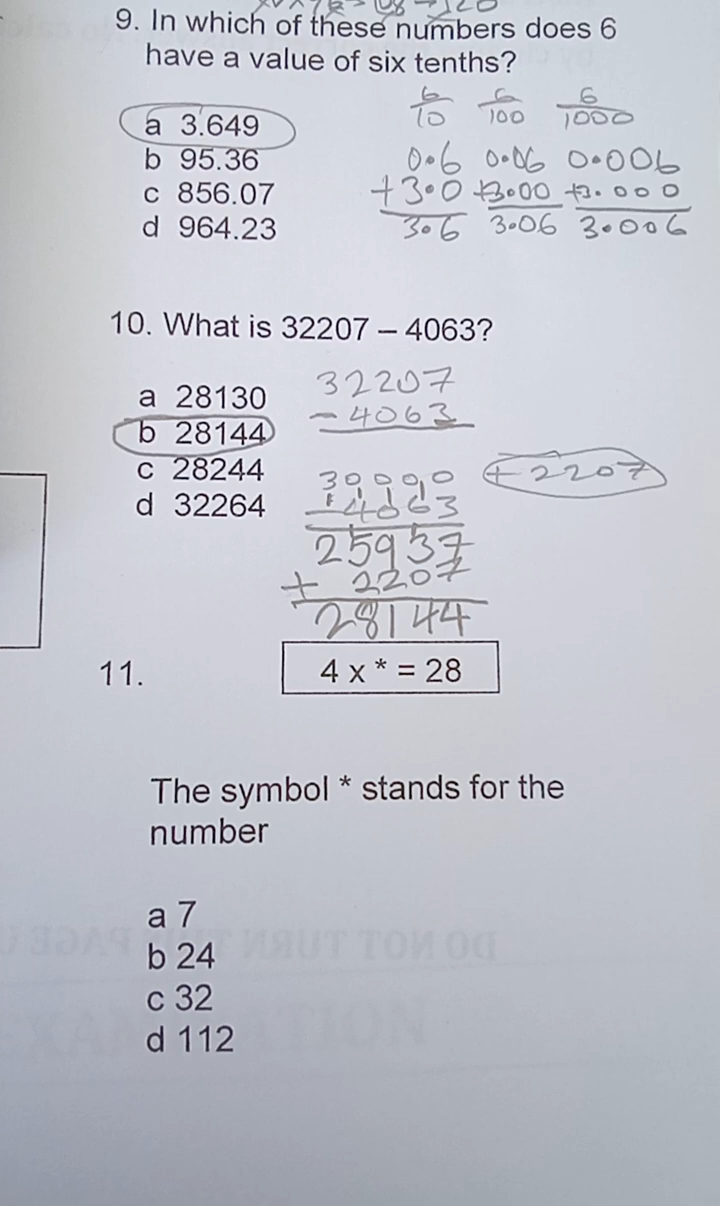 9. In which of these numbers does 6
have a value of six tenths?
a 3.649
b 95.36
c 856.07
d 964.23
6/10 6/100 6/1000
0.6 0.06 0.006
+3.0 +3.00 +3.000
3.6 3.06 3.006
10. What is 32207 – 4063?
a 28130
b 28144
c 28244
d 32264
32207
- 4063
30000 +2207
- 4063
25937
+ 2207
28144
11.
4 x * = 28
The symbol * stands for the
number
a 7
b 24
c 32
d 112